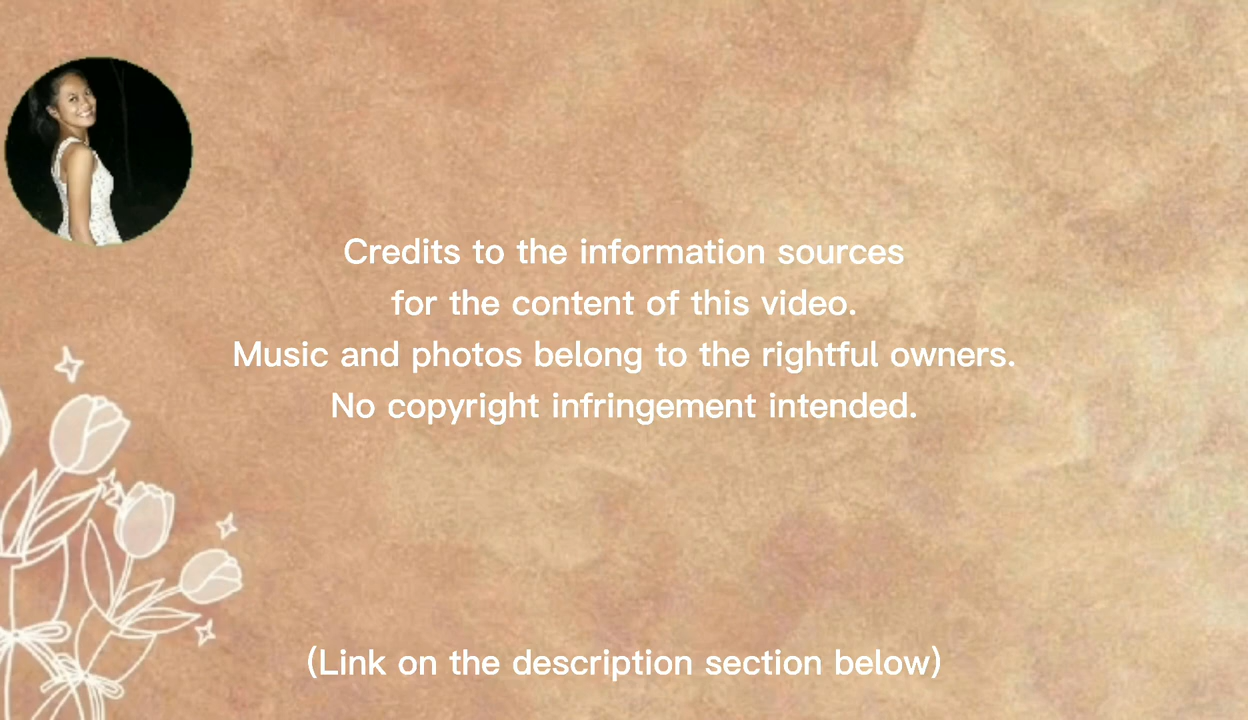 Credits to the information sources
for the content of this video.
Music and photos belong to the rightful owners.
No copyright infringement intended.
(Link on the description section below)